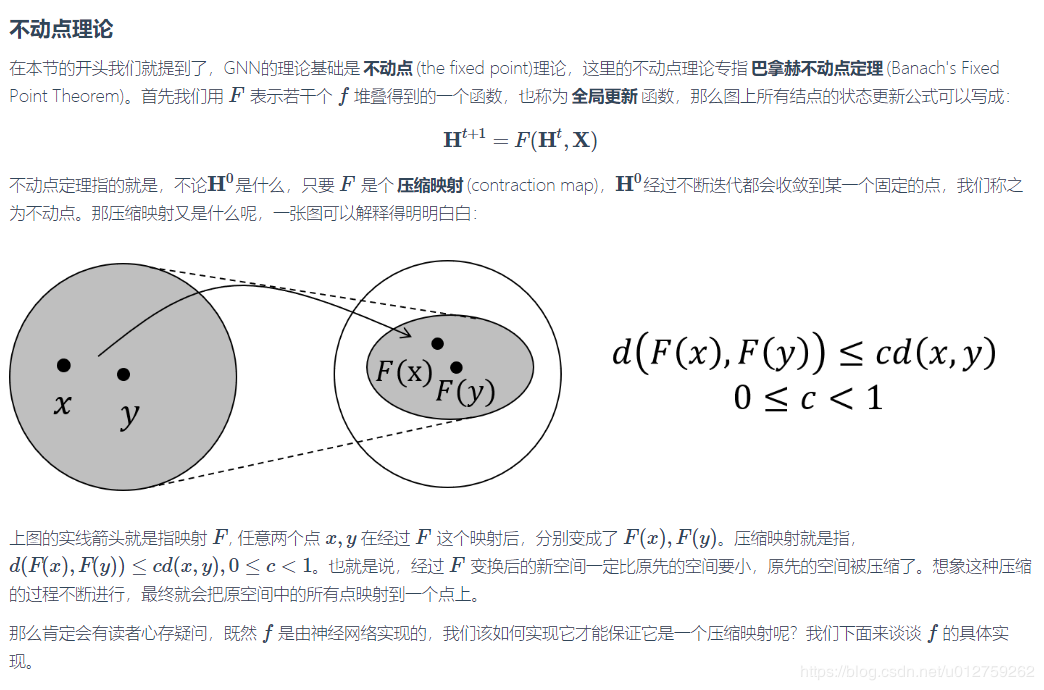 不动点理论
在本节的开头我们就提到了，GNN的理论基础是 不动点 (the fixed point)理论，这里的不动点理论专指 巴拿赫不动点定理 (Banach's Fixed
Point Theorem)。首先我们用 F 表示若干个 f 堆叠得到的一个函数，也称为 全局更新 函数，那么图上所有结点的状态更新公式可以写成：
H^{t+1} = F(H^t, X)
不动点定理指的就是，不论H^0是什么，只要 F 是个 压缩映射 (contraction map)，H^0经过不断迭代都会收敛到某一个固定的点，我们称之
为不动点。那压缩映射又是什么呢，一张图可以解释得明明白白：
x
y
F(x)
F(y)
d(F(x), F(y)) ≤ cd(x, y)
0 ≤ c < 1
上图的实线箭头就是指映射 F, 任意两个点 x, y 在经过 F 这个映射后，分别变成了 F(x), F(y)。压缩映射就是指，
d(F(x), F(y)) ≤ cd(x, y), 0 ≤ c < 1。也就是说，经过 F 变换后的新空间一定比原先的空间要小，原先的空间被压缩了。想象这种压缩
的过程不断进行，最终就会把原空间中的所有点映射到一个点上。
那么肯定会有读者心存疑问，既然 f 是由神经网络实现的，我们该如何实现它才能保证它是一个压缩映射呢？我们下面来谈谈 f 的具体实
现。
https://blog.csdn.net/u012759262